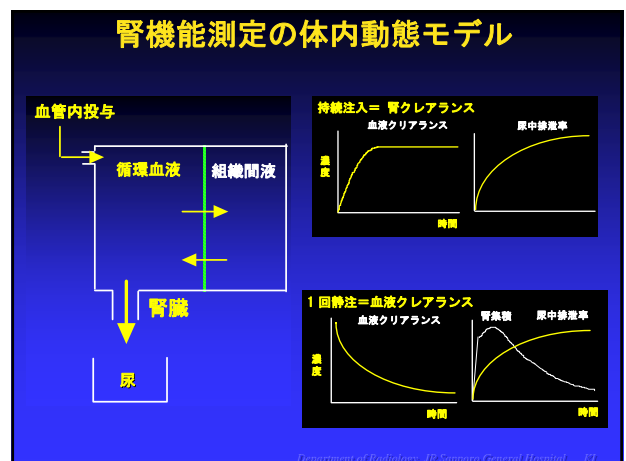 腎機能測定の体内動態モデル
血管内投与
循環血液
組織間液
腎臓
尿
持続注入＝ 腎クレアランス
血液クリアランス
尿中排泄率
濃度
時間
１回静注＝血液クレアランス
血液クリアランス
腎集積
尿中排泄率
濃度
時間
時間
Department of Radiology, JR Sapporo General Hospital